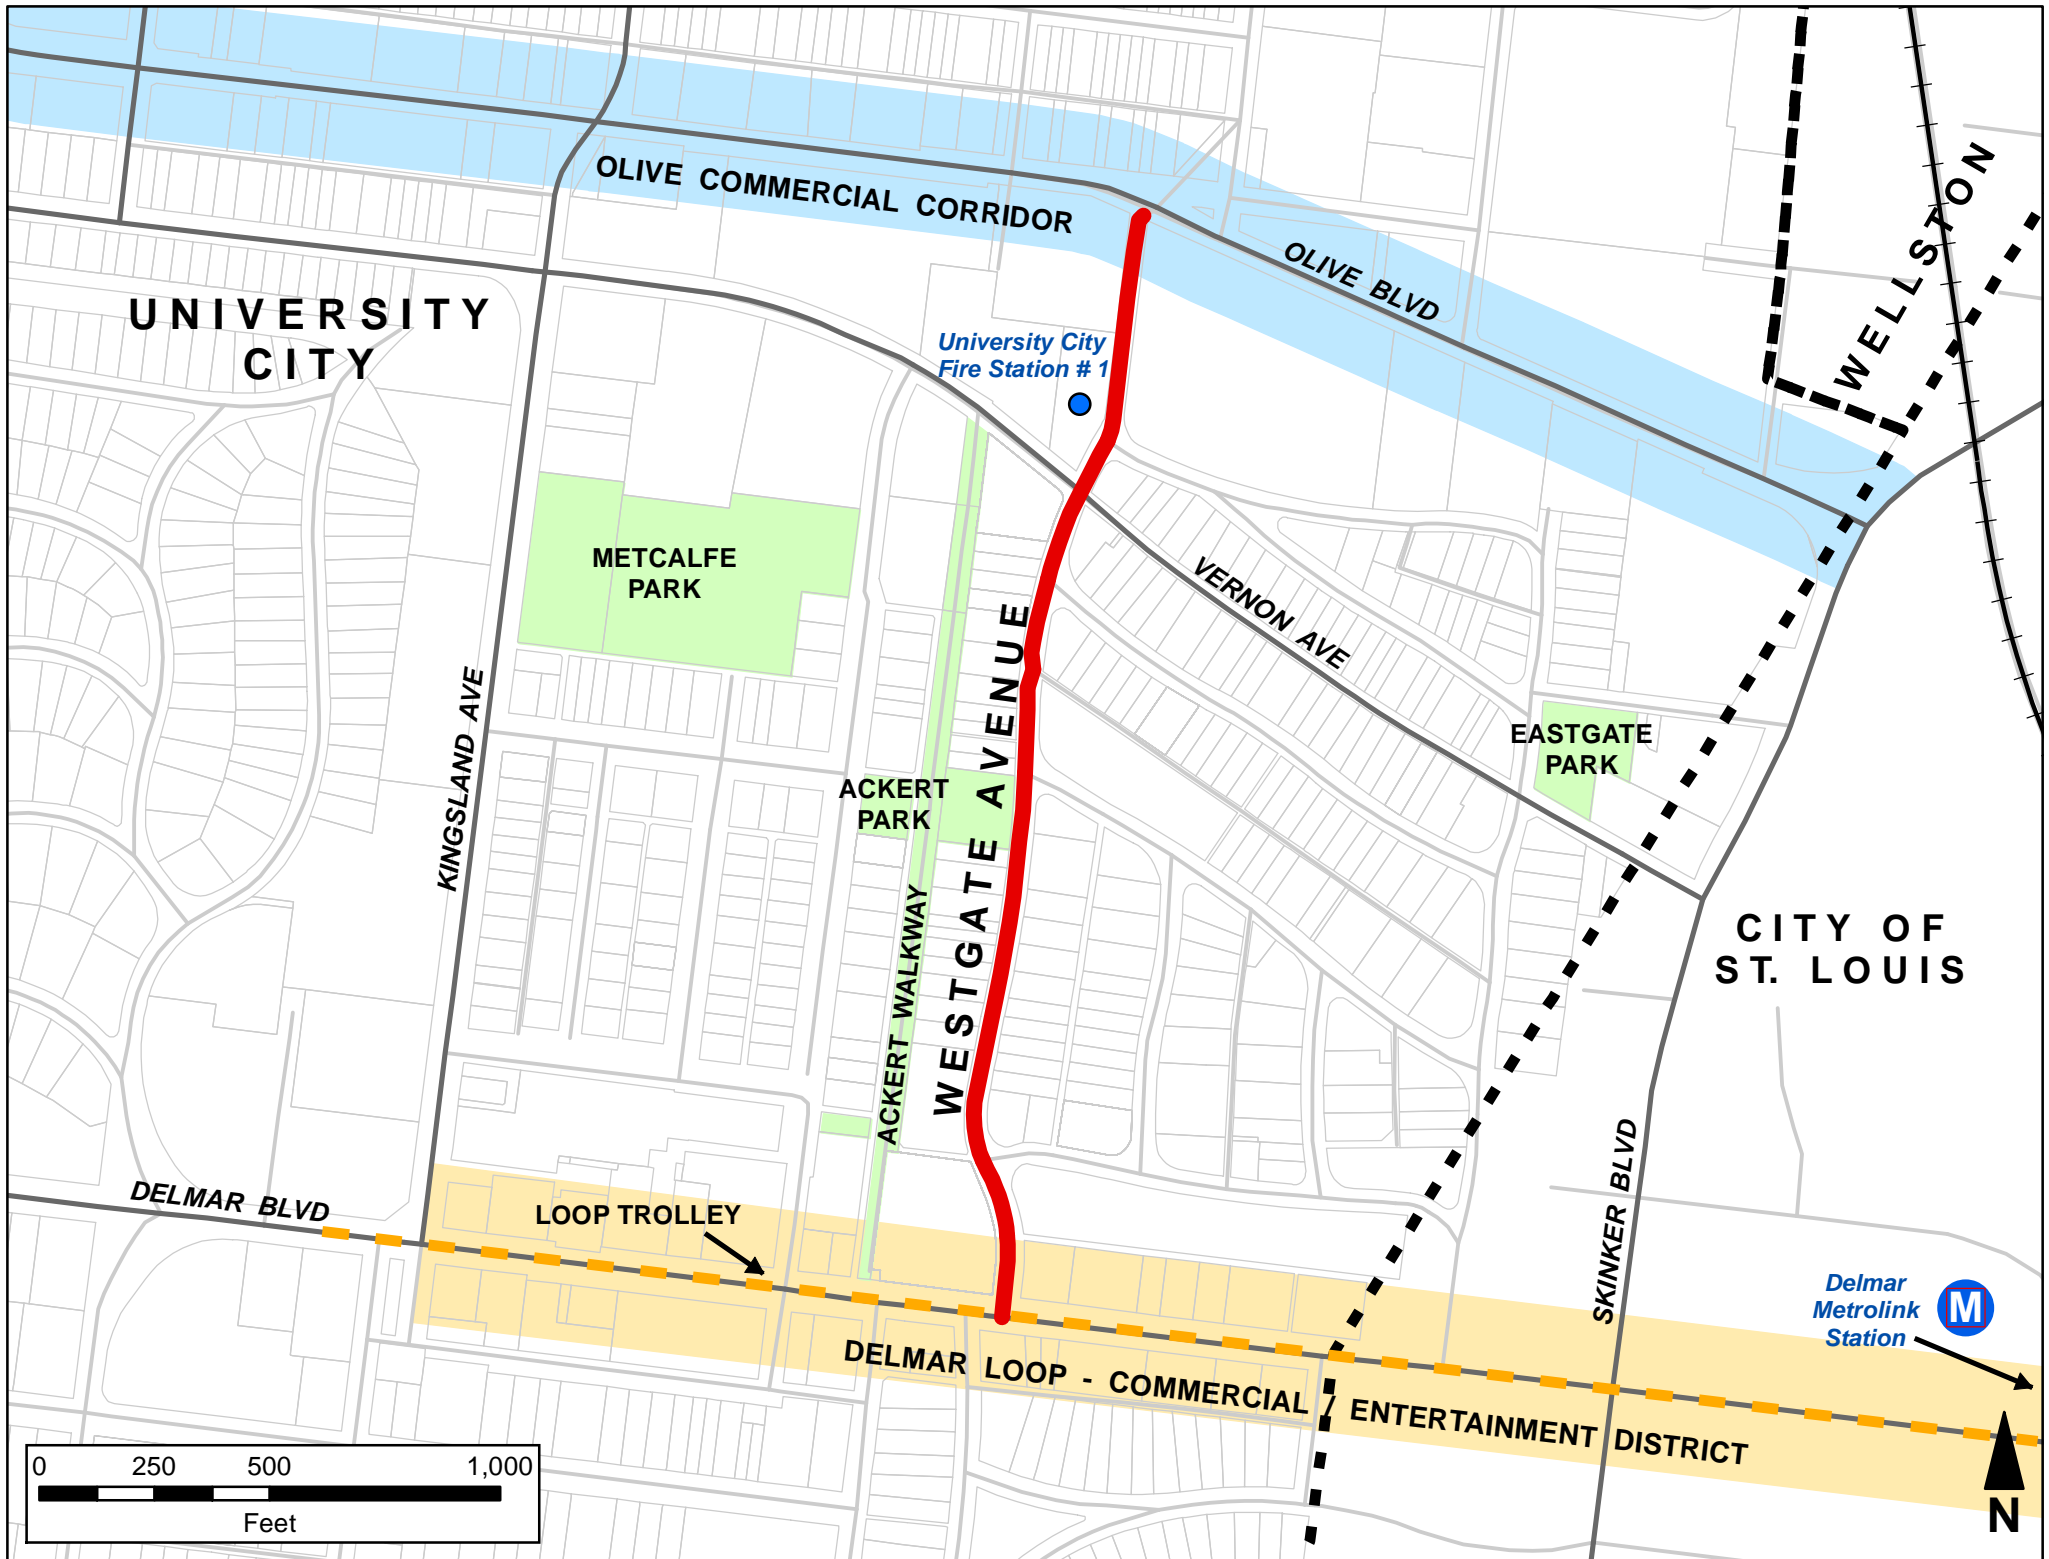 WELLSTON
OLIVE COMMERCIAL CORRIDOR
OLIVE BLVD
UNIVERSITY
CITY
University City
Fire Station # 1
METCALFE
PARK
VERNON AVE
WESTGATE AVENUE
KINGSLAND AVE
EASTGATE
PARK
ACKERT
PARK
ACKERT WALKWAY
CITY OF
ST. LOUIS
SKINKER BLVD
DELMAR BLVD
LOOP TROLLEY
Delmar
Metrolink
Station
M
DELMAR LOOP - COMMERCIAL / ENTERTAINMENT DISTRICT
0 250 500 1,000
Feet
N